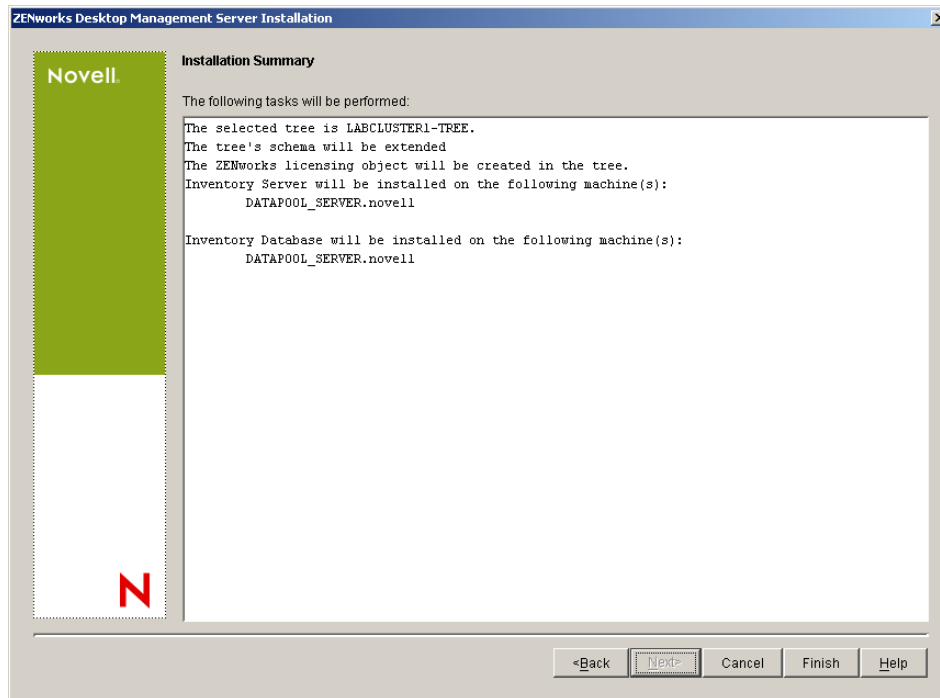 ZENworks Desktop Management Server Installation
Novell.
Installation Summary
The following tasks will be performed:
The selected tree is LABCLUSTER1-TREE.
The tree's schema will be extended
The ZENworks licensing object will be created in the tree.
Inventory Server will be installed on the following machine(s):
DATAPOOL_SERVER.novell
Inventory Database will be installed on the following machine(s):
DATAPOOL_SERVER.novell
N
<Back Next> Cancel Finish Help